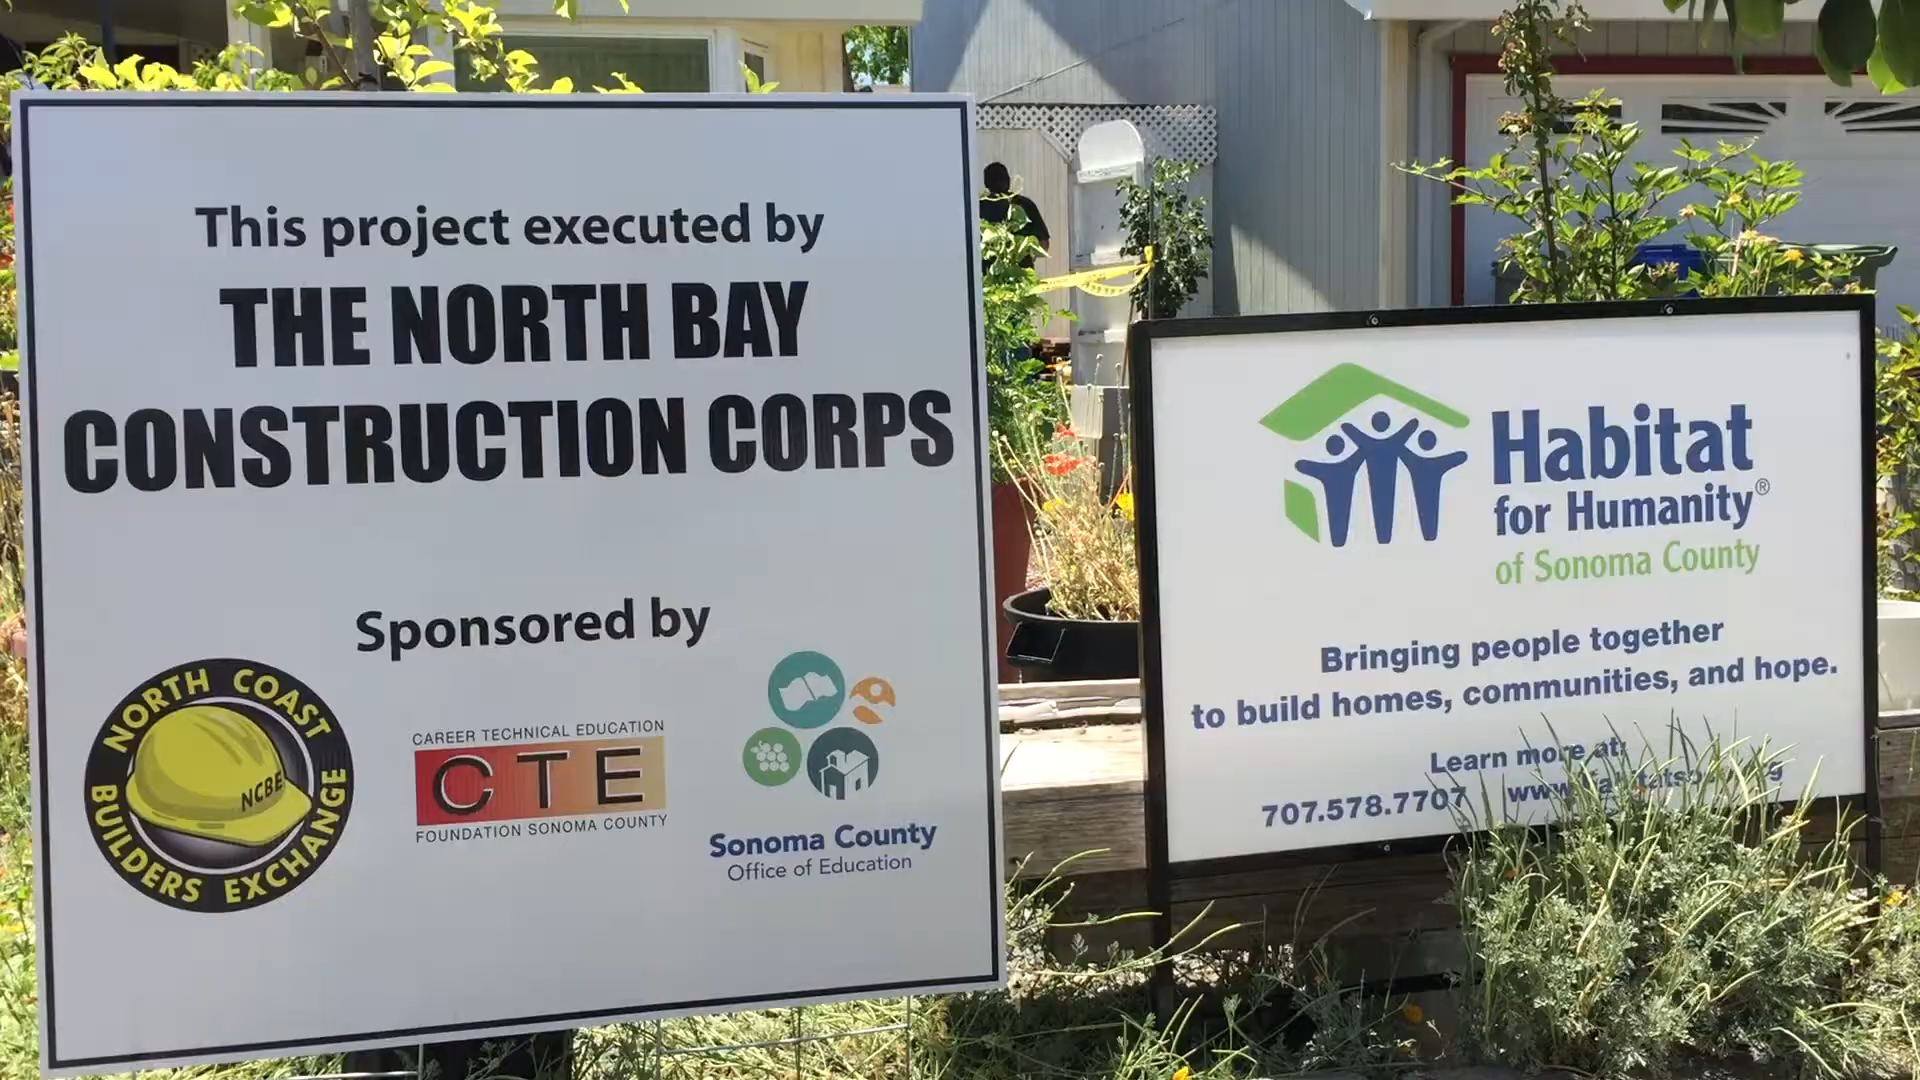 This project executed by
THE NORTH BAY
CONSTRUCTION CORPS
Sponsored by
NORTH COAST
BUILDERS EXCHANGE
NCBE
CAREER TECHNICAL EDUCATION
CTE
FOUNDATION SONOMA COUNTY
Sonoma County
Office of Education
Habitat
for Humanity®
of Sonoma County
Bringing people together
to build homes, communities, and hope.
Learn more at:
707.578.7707